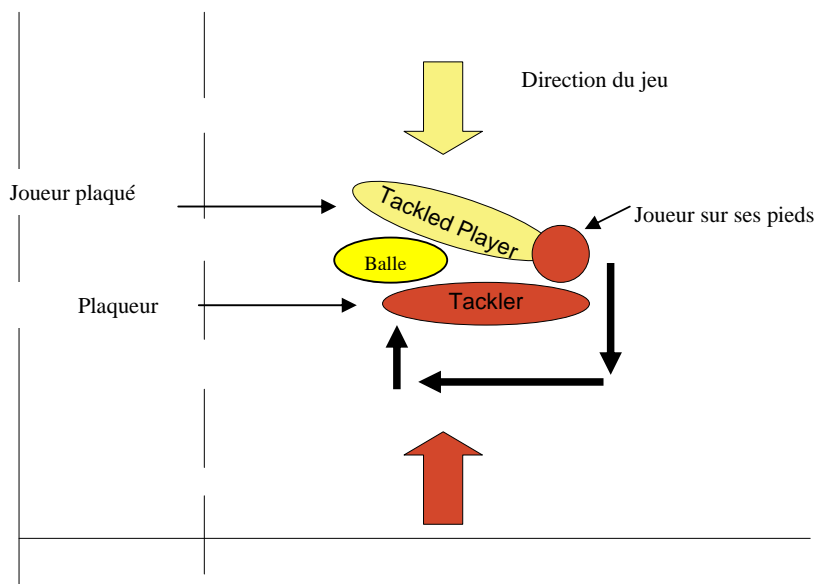 Direction du jeu
Joueur plaqué
Tackled Player
Joueur sur ses pieds
Balle
Plaqueur
Tackler